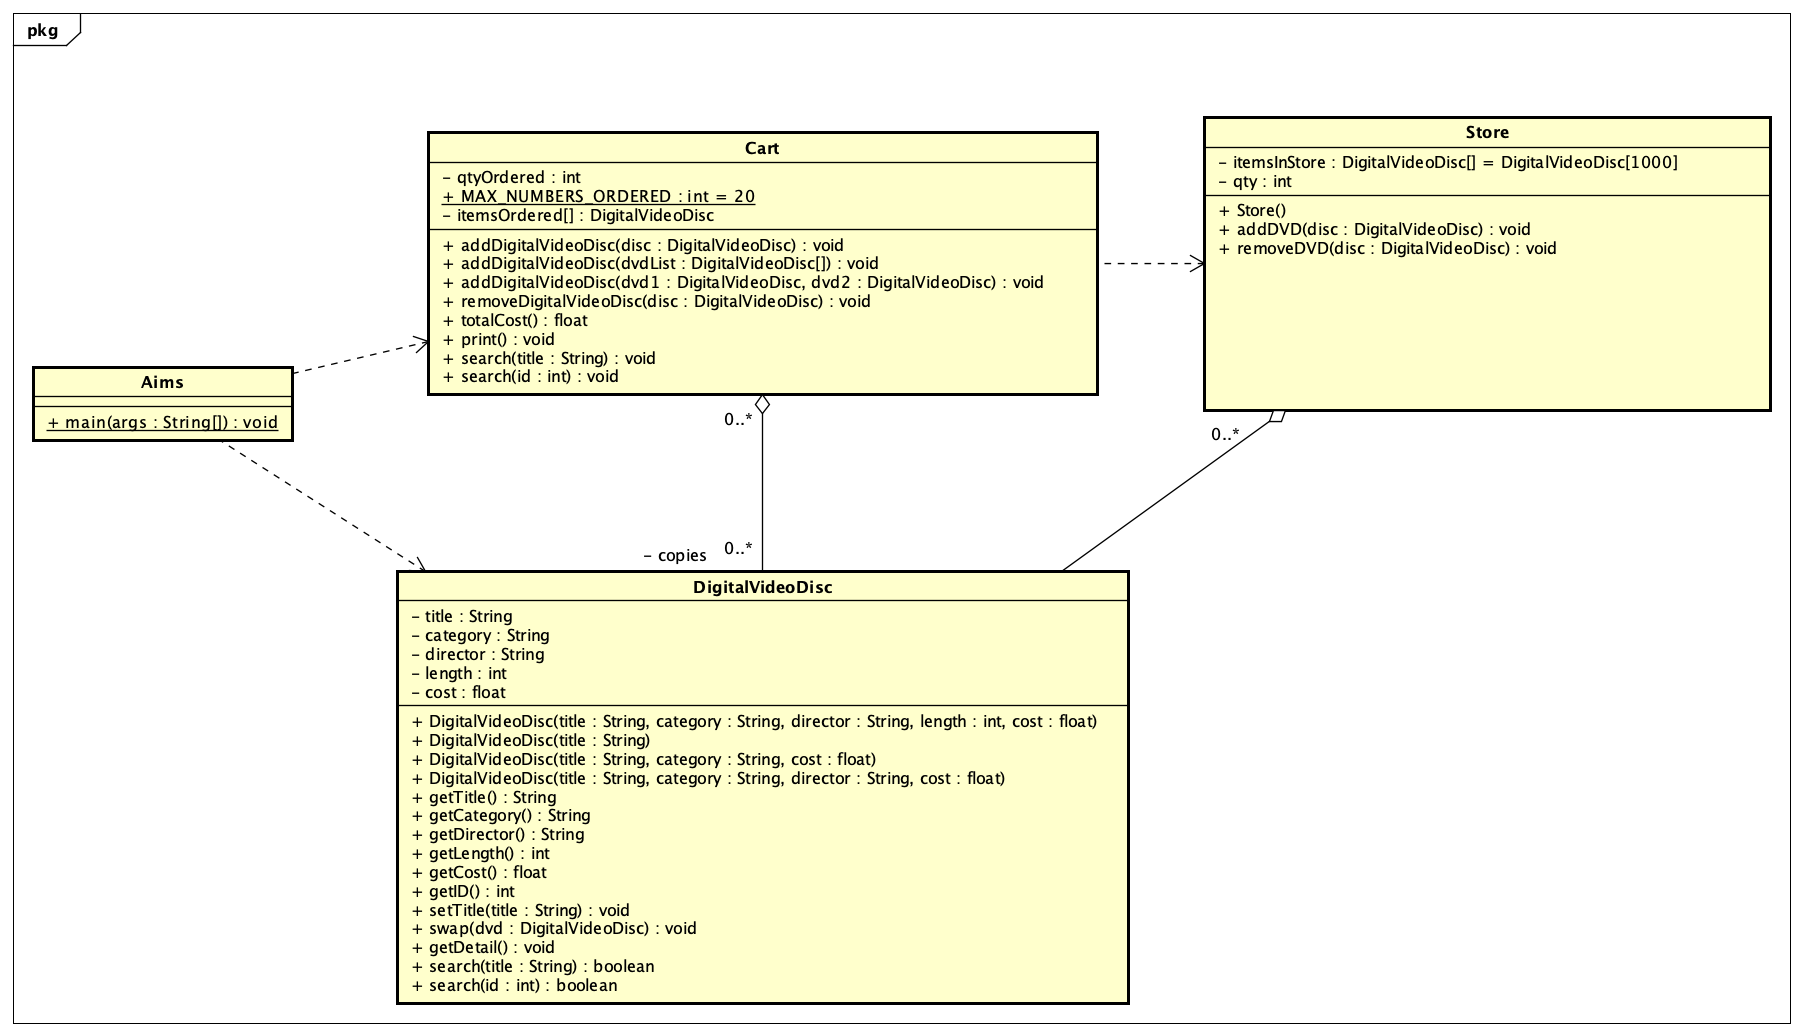 pkg
Cart
- qtyOrdered : int
+ MAX_NUMBERS_ORDERED : int = 20
- itemsOrdered[] : DigitalVideoDisc
+ addDigitalVideoDisc(disc : DigitalVideoDisc) : void
+ addDigitalVideoDisc(dvdList : DigitalVideoDisc[]) : void
+ addDigitalVideoDisc(dvd1 : DigitalVideoDisc, dvd2 : DigitalVideoDisc) : void
+ removeDigitalVideoDisc(disc : DigitalVideoDisc) : void
+ totalCost() : float
+ print() : void
+ search(title : String) : void
+ search(id : int) : void
Store
- itemsInStore : DigitalVideoDisc[] = DigitalVideoDisc[1000]
- qty : int
+ Store()
+ addDVD(disc : DigitalVideoDisc) : void
+ removeDVD(disc : DigitalVideoDisc) : void
Aims
+ main(args : String[]) : void
0..*
0..*
- copies
0..*
DigitalVideoDisc
- title : String
- category : String
- director : String
- length : int
- cost : float
+ DigitalVideoDisc(title : String, category : String, director : String, length : int, cost : float)
+ DigitalVideoDisc(title : String)
+ DigitalVideoDisc(title : String, category : String, cost : float)
+ DigitalVideoDisc(title : String, category : String, director : String, cost : float)
+ getTitle() : String
+ getCategory() : String
+ getDirector() : String
+ getLength() : int
+ getCost() : float
+ getID() : int
+ setTitle(title : String) : void
+ swap(dvd : DigitalVideoDisc) : void
+ getDetail() : void
+ search(title : String) : boolean
+ search(id : int) : boolean